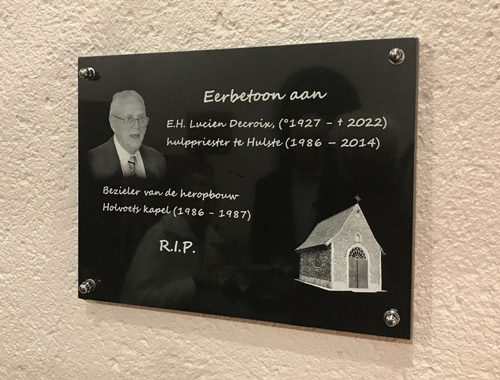 Eerbetoon aan
E.H. Lucien Decroix, (°1927 - † 2022)
hulppriester te Hulste (1986 - 2014)
Bezieler van de heropbouw
Holvoets kapel (1986 - 1987)
R.I.P.